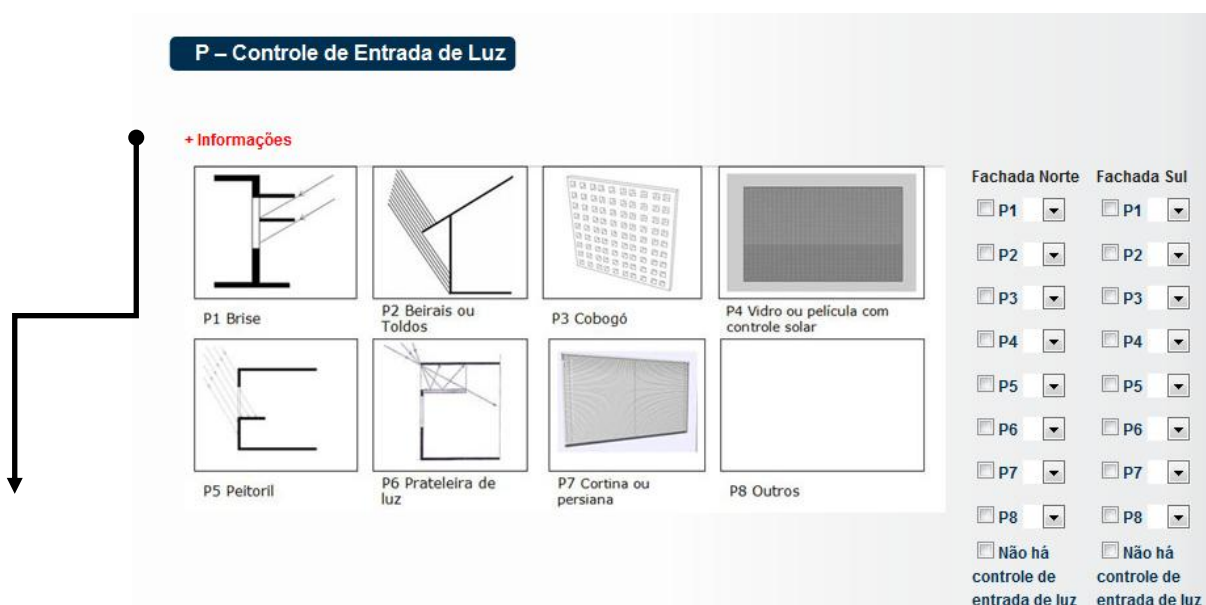 P – Controle de Entrada de Luz
+ Informações
P1 Brise
P2 Beirais ou
Toldos
P3 Cobogó
P4 Vidro ou película com
controle solar
P5 Peitoril
P6 Prateleira de
luz
P7 Cortina ou
persiana
P8 Outros
Fachada Norte Fachada Sul
P1 P1
P2 P2
P3 P3
P4 P4
P5 P5
P6 P6
P7 P7
P8 P8
Não há
controle de
entrada de luz
Não há
controle de
entrada de luz